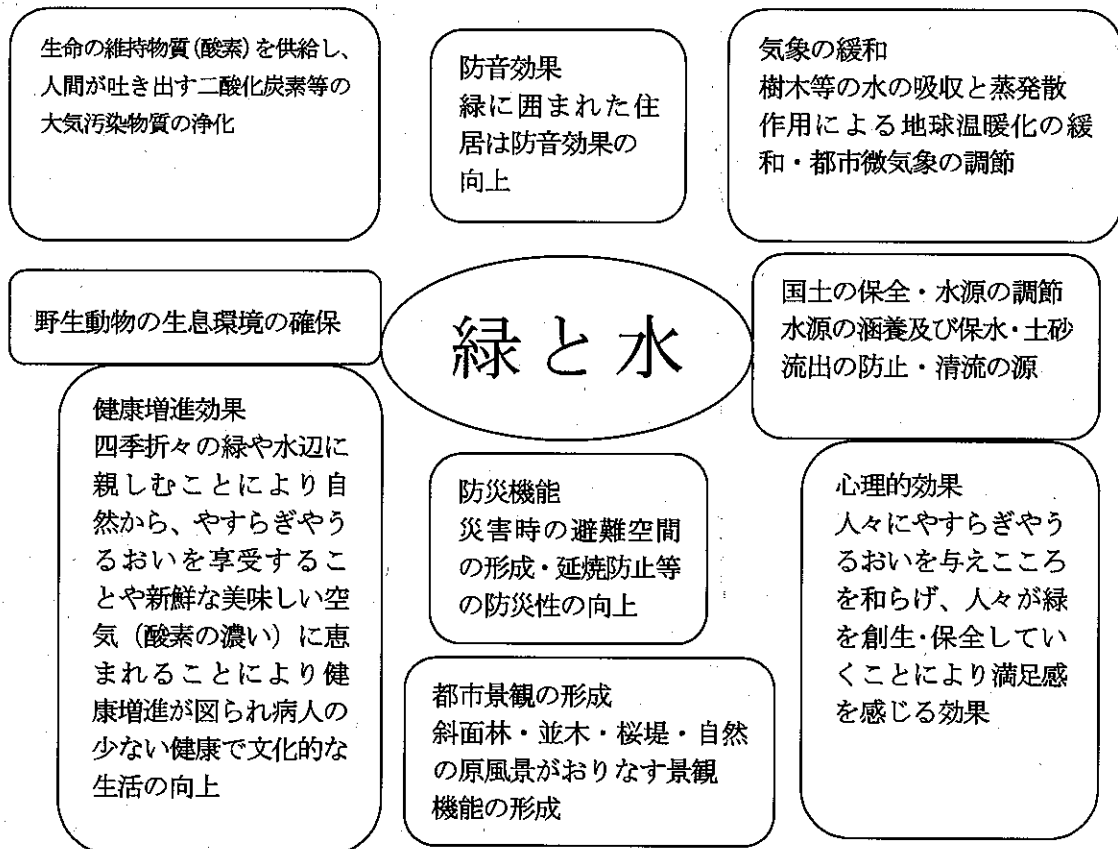 生命の維持物質(酸素)を供給し、
人間が吐き出す二酸化炭素等の
大気汚染物質の浄化
防音効果
緑に囲まれた住
居は防音効果の
向上
気象の緩和
樹木等の水の吸収と蒸発散
作用による地球温暖化の緩
和・都市微気象の調節
野生動物の生息環境の確保
緑と水
国土の保全・水源の調節
水源の涵養及び保水・土砂
流出の防止・清流の源
健康増進効果
四季折々の緑や水辺に
親しむことにより自
然から、やすらぎやう
るおいを享受するこ
とや新鮮な美味しい空
気（酸素の濃い）に恵
まれることにより健
康増進が図られ病人の
少ない健康で文化的な
生活の向上
防災機能
災害時の避難空間
の形成・延焼防止等
の防災性の向上
心理的効果
人々にやすらぎやう
るおいを与えこころ
を和らげ、人々が緑
を創生・保全してい
くことにより満足感
を感じる効果
都市景観の形成
斜面林・並木・桜堤・自然
の原風景がおりなす景観
機能の形成